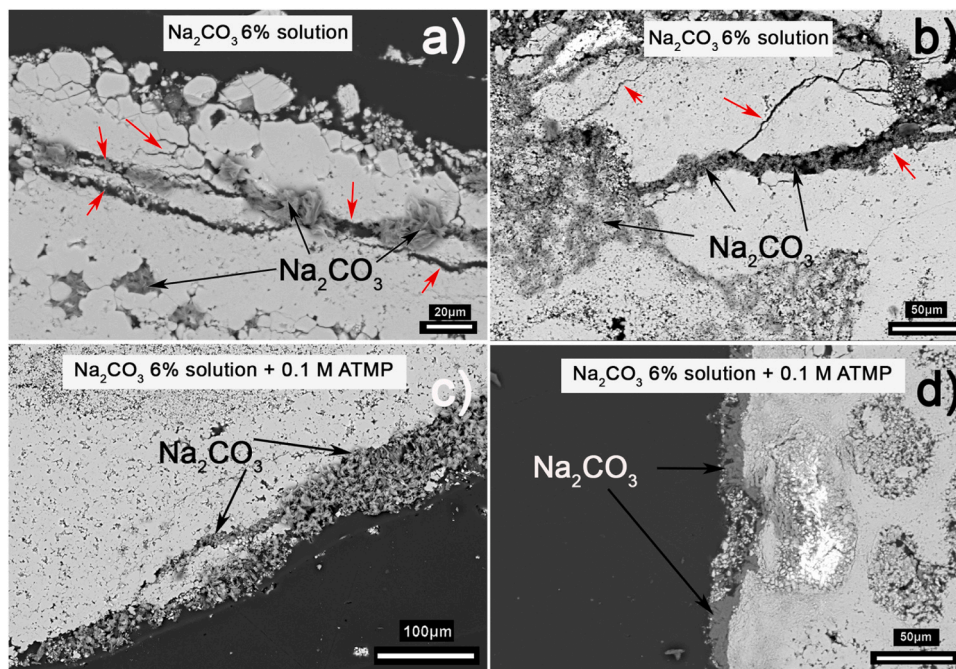 Na₂CO₃ 6% solution
a)
Na₂CO₃
20µm
Na₂CO₃ 6% solution
b)
Na₂CO₃
50µm
Na₂CO₃ 6% solution + 0.1 M ATMP
c)
Na₂CO₃
100µm
Na₂CO₃ 6% solution + 0.1 M ATMP
d)
Na₂CO₃
50µm